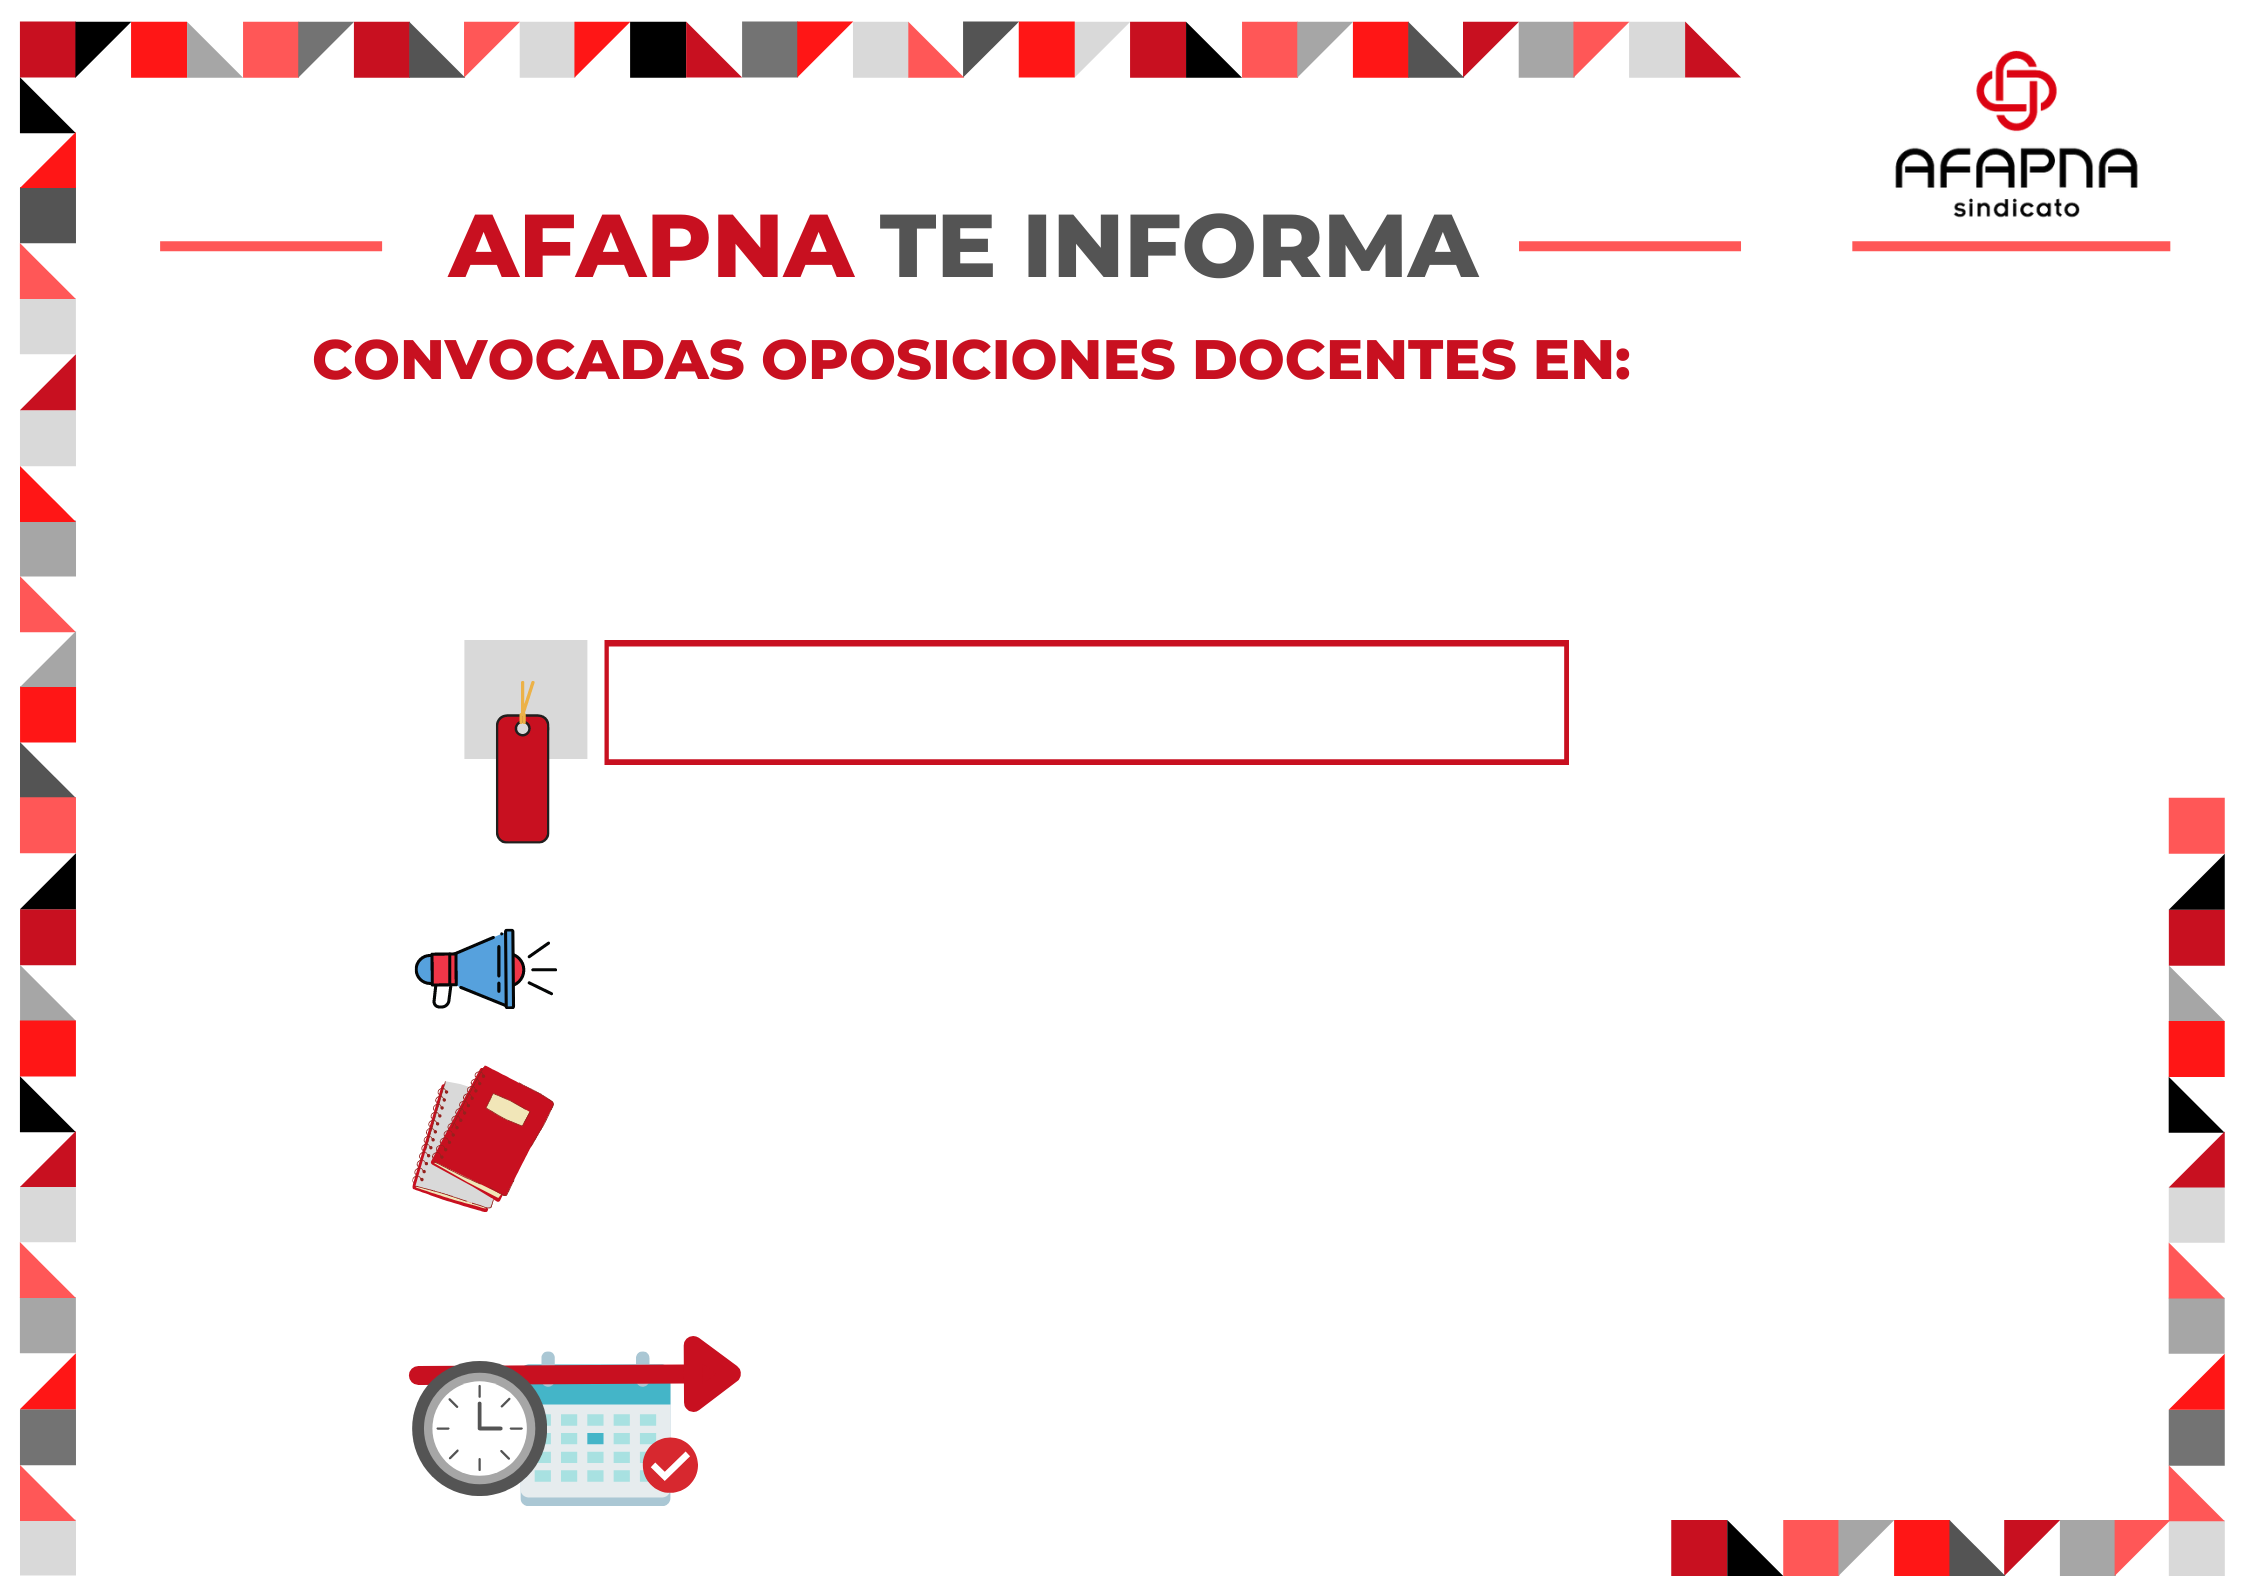 AFAPNA
sindicato
AFAPNA TE INFORMA
CONVOCADAS OPOSICIONES DOCENTES EN: